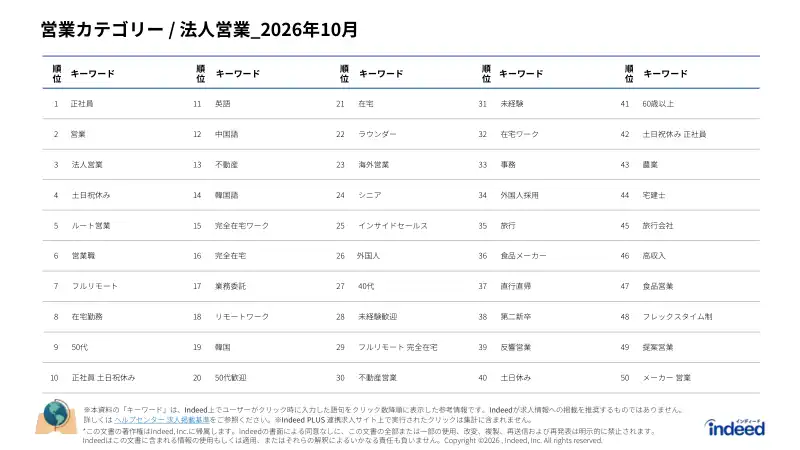 営業カテゴリー / 法人営業_2026年10月
順位 キーワード 順位 キーワード 順位 キーワード 順位 キーワード 順位 キーワード
1 正社員 11 英語 21 在宅 31 未経験 41 60歳以上
2 営業 12 中国語 22 ラウンダー 32 在宅ワーク 42 土日祝休み 正社員
3 法人営業 13 不動産 23 海外営業 33 事務 43 農業
4 土日祝休み 14 韓国語 24 シニア 34 外国人採用 44 宅建士
5 ルート営業 15 完全在宅ワーク 25 インサイドセールス 35 旅行 45 旅行会社
6 営業職 16 完全在宅 26 外国人 36 食品メーカー 46 高収入
7 フルリモート 17 業務委託 27 40代 37 直行直帰 47 食品営業
8 在宅勤務 18 リモートワーク 28 未経験歓迎 38 第二新卒 48 フレックスタイム制
9 50代 19 韓国 29 フルリモート 完全在宅 39 反響営業 49 提案営業
10 正社員 土日祝休み 20 50代歓迎 30 不動産営業 40 土日休み 50 メーカー 営業
※本資料の「キーワード」は、Indeed上でユーザーがクリック時に入力した語句をクリック数降順に表示した参考情報です。Indeedが求人情報への掲載を推奨するものではありません。
詳しくは ヘルプセンター 求人掲載基準をご参照ください。※Indeed PLUS 連携求人サイト上で実行されたクリックは集計に含まれません。
*この文書の著作権はIndeed, Inc.に帰属します。Indeedの書面による同意なしに、この文書の全部または一部の使用、改変、複製、再送信および再発表は明示的に禁止されます。
Indeedはこの文書に含まれる情報の使用もしくは適用、またはそれらの解釈によるいかなる責任も負いません。Copyright ©2026 , Indeed, Inc. All rights reserved.
インディード
indeed